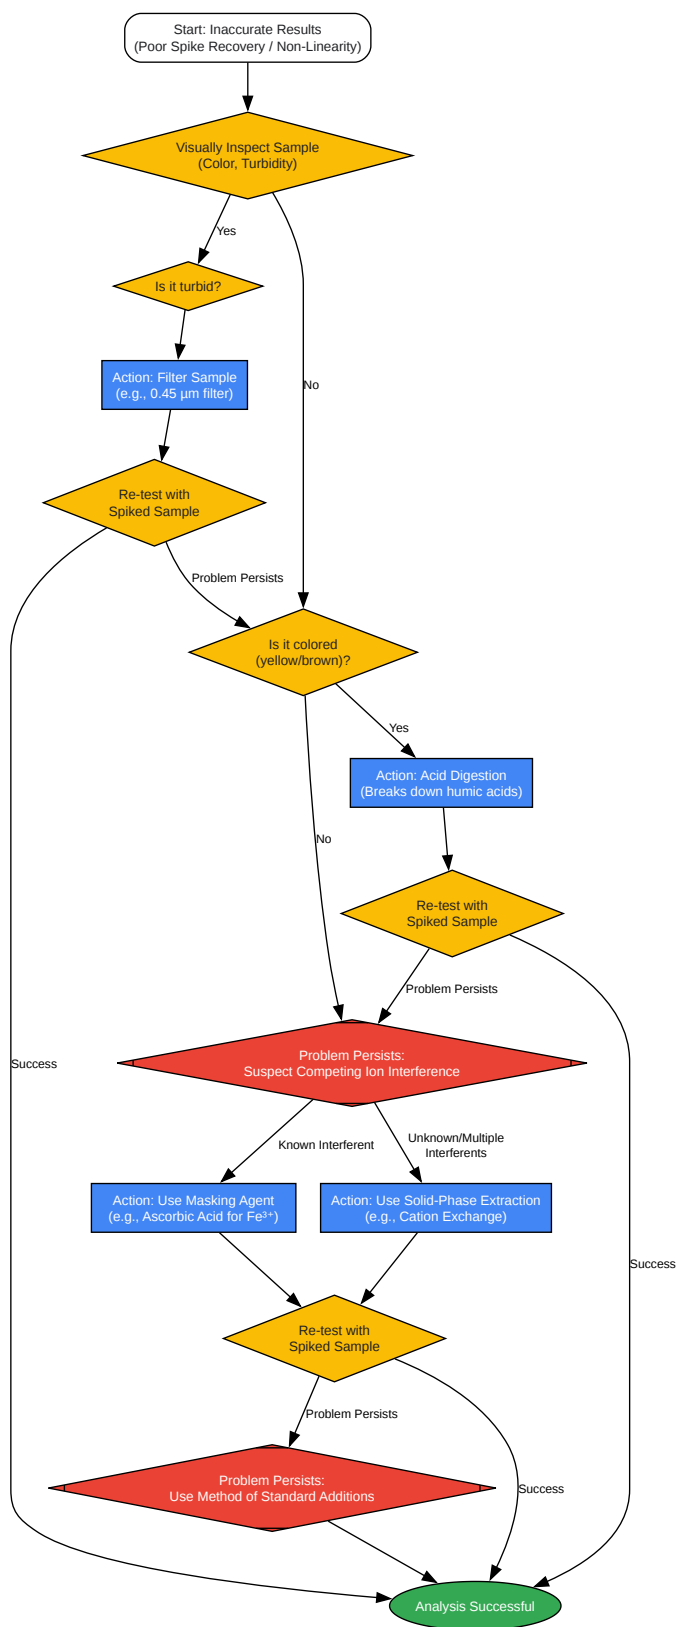 Start: Inaccurate Results
(Poor Spike Recovery / Non-Linearity)
Visually Inspect Sample
(Color, Turbidity)
Yes
Is it turbid?
Action: Filter Sample
(e.g., 0.45 µm filter)
No
Re-test with
Spiked Sample
Problem Persists
Is it colored
(yellow/brown)?
Yes
Action: Acid Digestion
(Breaks down humic acids)
No
Re-test with
Spiked Sample
Problem Persists
Problem Persists:
Suspect Competing Ion Interference
Success
Known Interferent
Unknown/Multiple
Interferents
Action: Use Masking Agent
(e.g., Ascorbic Acid for Fe³⁺)
Action: Use Solid-Phase Extraction
(e.g., Cation Exchange)
Success
Re-test with
Spiked Sample
Problem Persists
Problem Persists:
Use Method of Standard Additions
Success
Analysis Successful